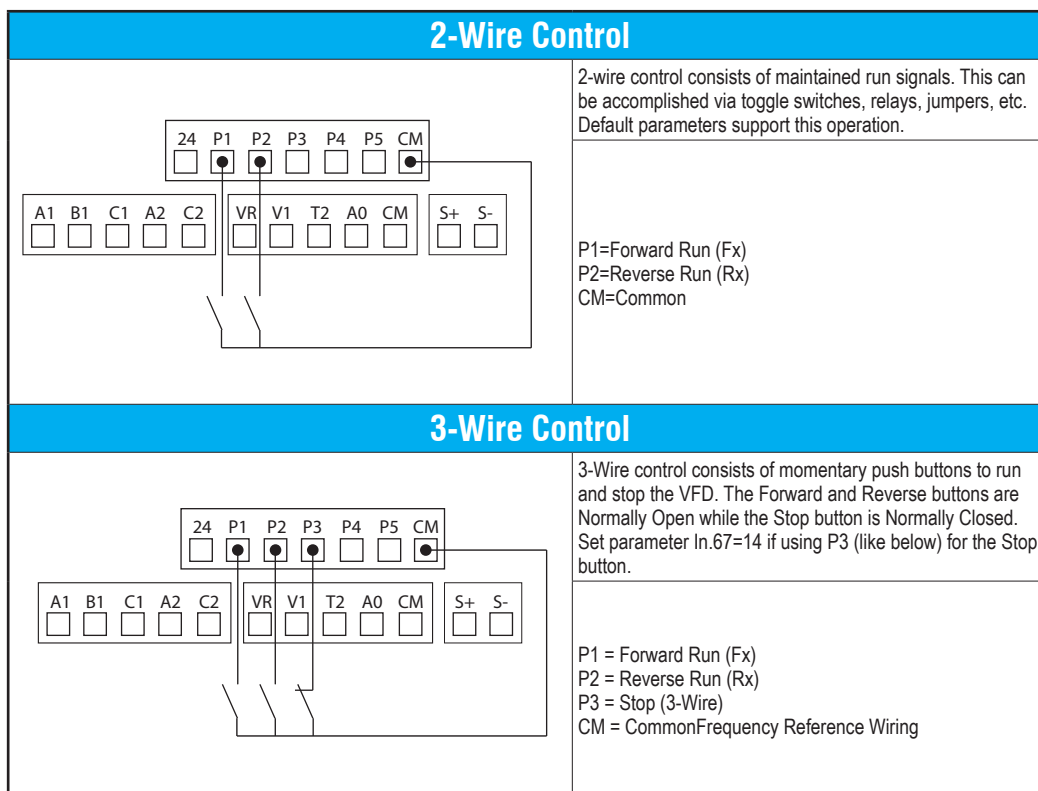 2-Wire Control
2-wire control consists of maintained run signals. This can
be accomplished via toggle switches, relays, jumpers, etc.
Default parameters support this operation.
24 P1 P2 P3 P4 P5 CM
A1 B1 C1 A2 C2 VR V1 T2 A0 CM S+ S-
P1=Forward Run (Fx)
P2=Reverse Run (Rx)
CM=Common
3-Wire Control
3-Wire control consists of momentary push buttons to run
and stop the VFD. The Forward and Reverse buttons are
Normally Open while the Stop button is Normally Closed.
Set parameter In.67=14 if using P3 (like below) for the Stop
button.
24 P1 P2 P3 P4 P5 CM
A1 B1 C1 A2 C2 VR V1 T2 A0 CM S+ S-
P1 = Forward Run (Fx)
P2 = Reverse Run (Rx)
P3 = Stop (3-Wire)
CM = CommonFrequency Reference Wiring